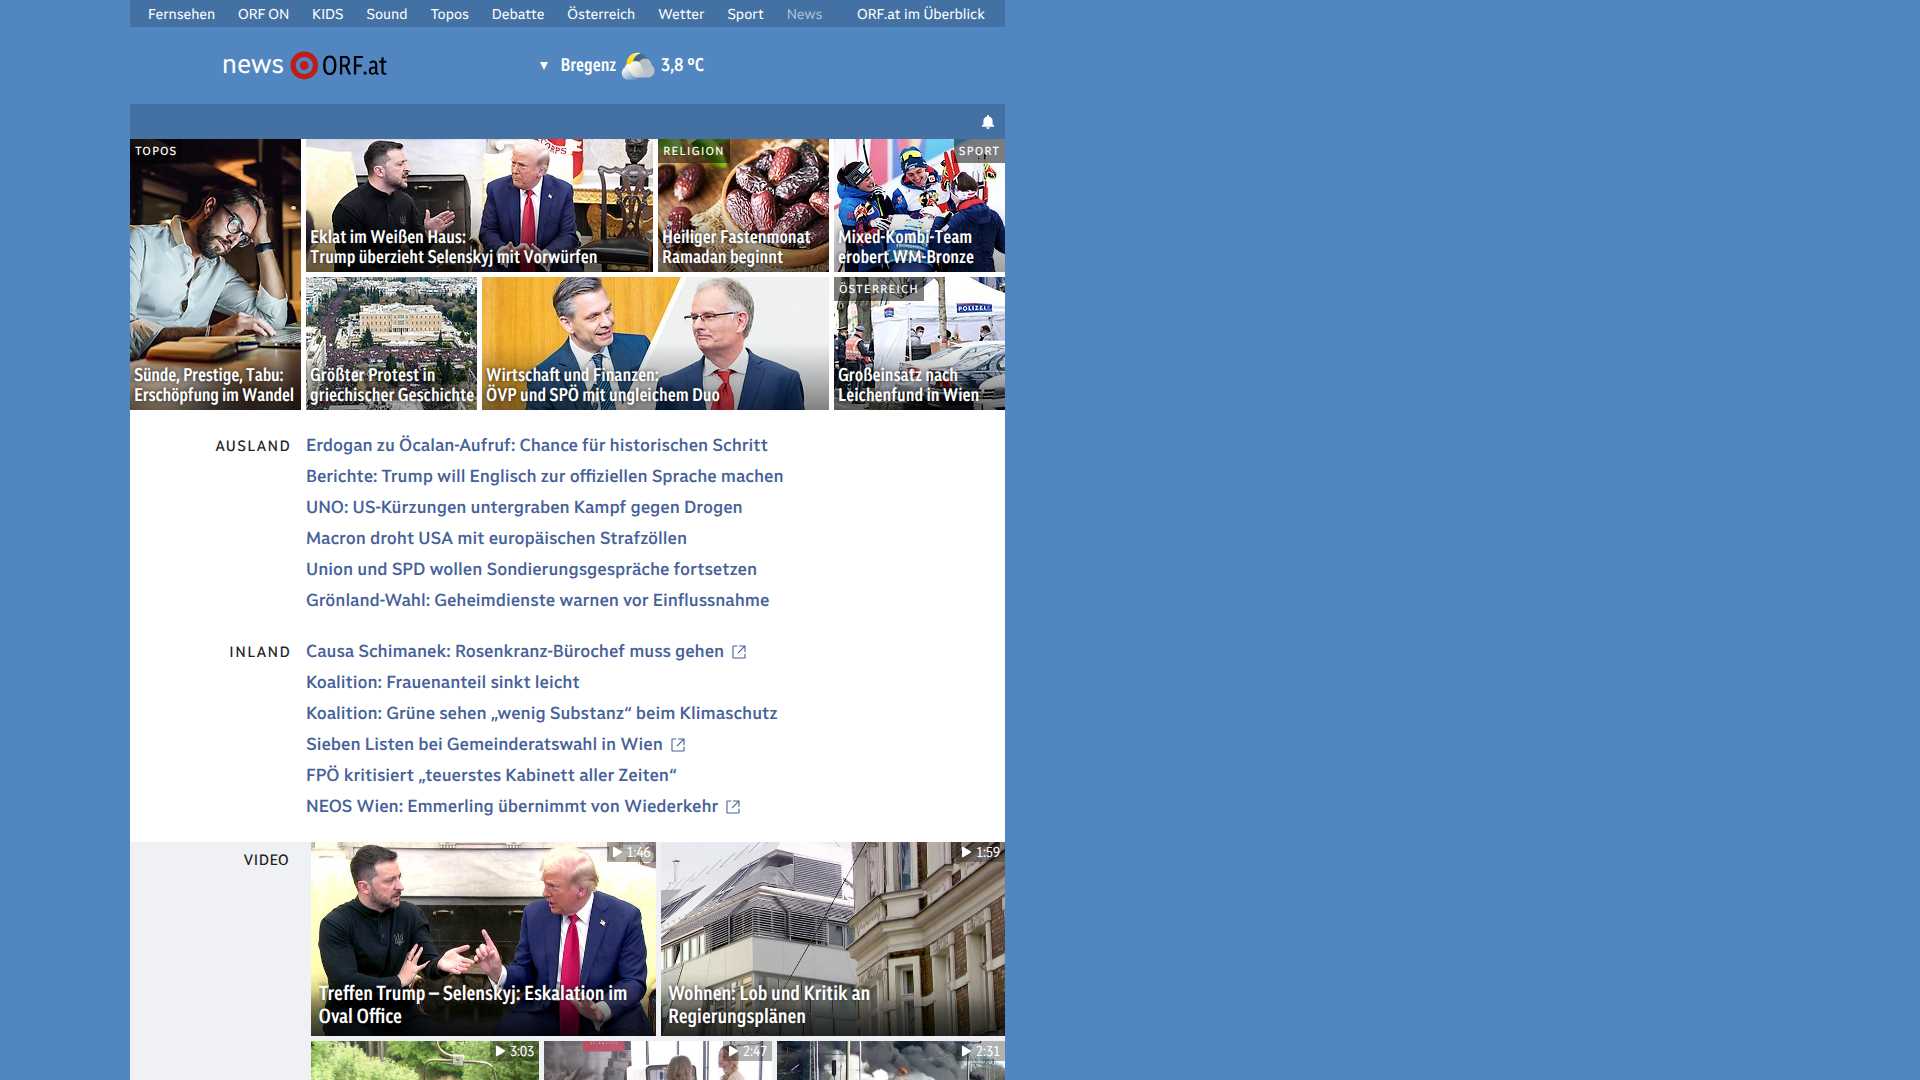 Fernsehen ORF ON KIDS Sound Topos Debatte Österreich Wetter Sport News ORF.at im Überblick
news ORF.at
Bregenz 3,8 °C
TOPOS
Sünde, Prestige, Tabu:
Erschöpfung im Wandel
Eklat im Weißen Haus:
Trump überzieht Selenskyj mit Vorwürfen
RELIGION
Heiliger Fastenmonat
Ramadan beginnt
SPORT
Mixed-Kombi-Team
erobert WM-Bronze
Größter Protest in
griechischer Geschichte
Wirtschaft und Finanzen:
ÖVP und SPÖ mit ungleichem Duo
ÖSTERREICH
POLIZEI
Großeinsatz nach
Leichenfund in Wien
AUSLAND
Erdogan zu Öcalan-Aufruf: Chance für historischen Schritt
Berichte: Trump will Englisch zur offiziellen Sprache machen
UNO: US-Kürzungen untergraben Kampf gegen Drogen
Macron droht USA mit europäischen Strafzöllen
Union und SPD wollen Sondierungsgespräche fortsetzen
Grönland-Wahl: Geheimdienste warnen vor Einflussnahme
INLAND
Causa Schimanek: Rosenkranz-Bürochef muss gehen
Koalition: Frauenanteil sinkt leicht
Koalition: Grüne sehen „wenig Substanz“ beim Klimaschutz
Sieben Listen bei Gemeinderatswahl in Wien
FPÖ kritisiert „teuerstes Kabinett aller Zeiten“
NEOS Wien: Emmerling übernimmt von Wiederkehr
VIDEO
1:46
Treffen Trump – Selenskyj: Eskalation im
Oval Office
1:59
Wohnen: Lob und Kritik an
Regierungsplänen
3:03
2:47
2:31